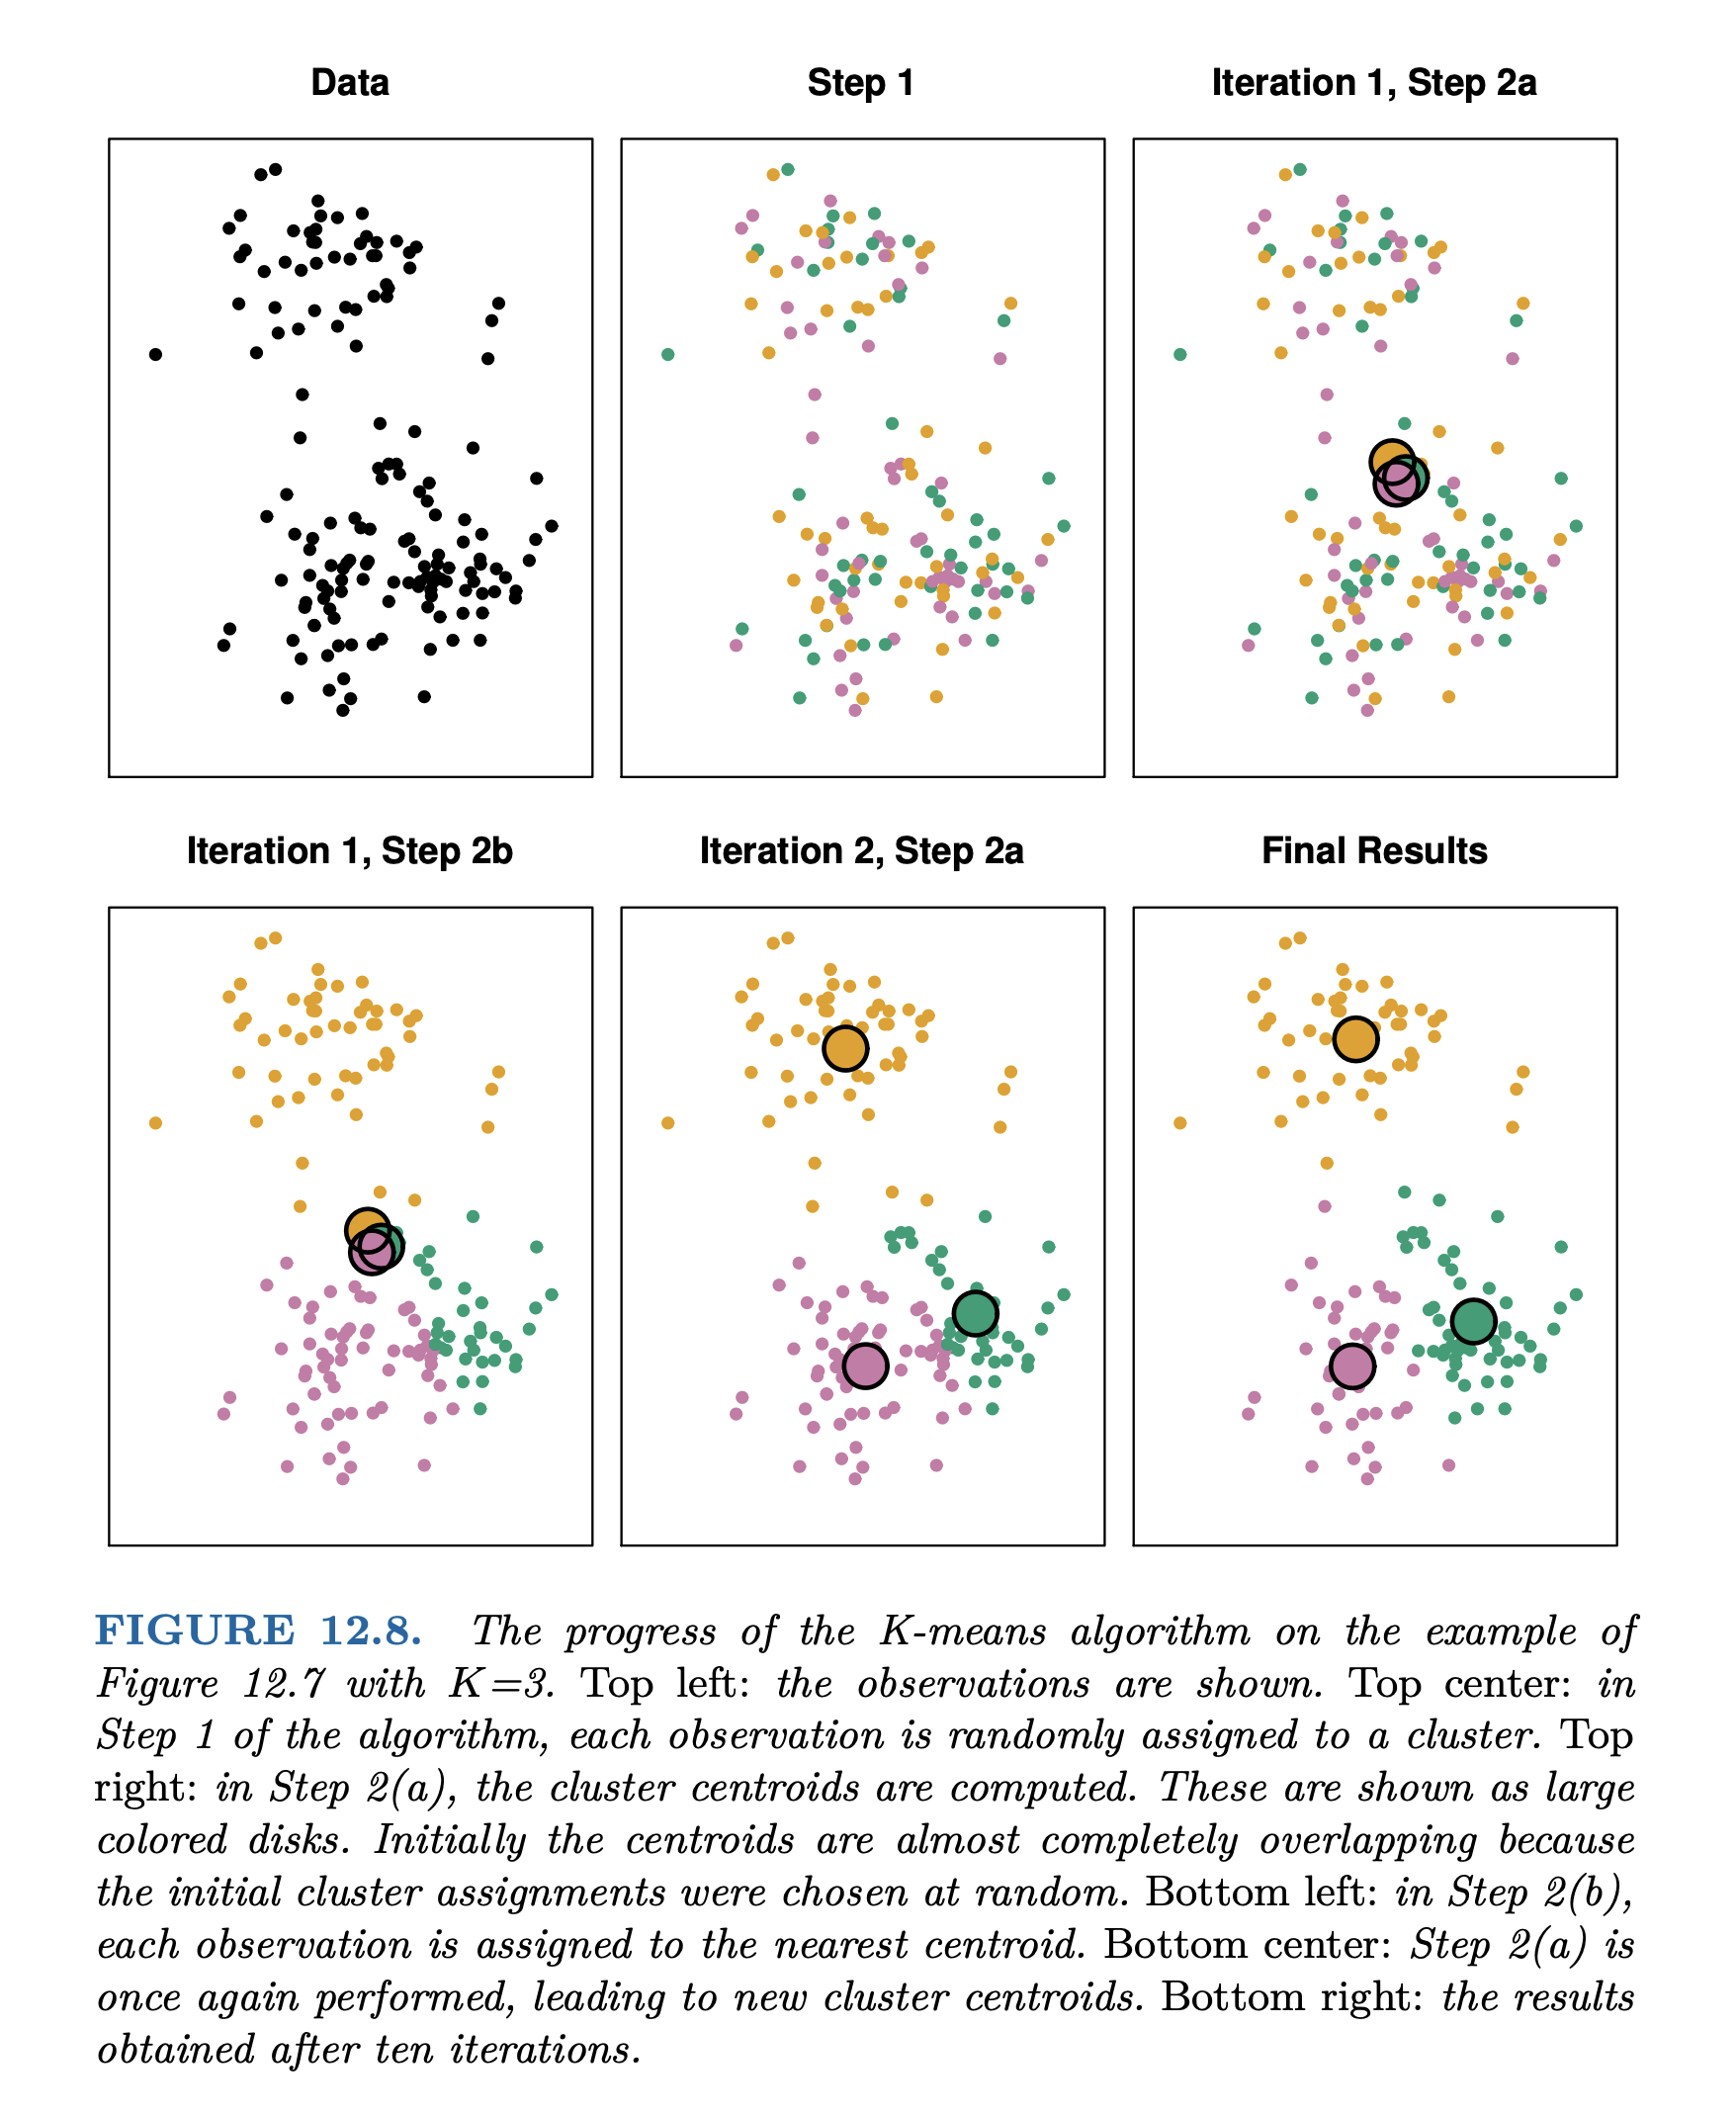 Data
Step 1
Iteration 1, Step 2a
Iteration 1, Step 2b
Iteration 2, Step 2a
Final Results
FIGURE 12.8. The progress of the K-means algorithm on the example of
Figure 12.7 with K=3. Top left: the observations are shown. Top center: in
Step 1 of the algorithm, each observation is randomly assigned to a cluster. Top
right: in Step 2(a), the cluster centroids are computed. These are shown as large
colored disks. Initially the centroids are almost completely overlapping because
the initial cluster assignments were chosen at random. Bottom left: in Step 2(b),
each observation is assigned to the nearest centroid. Bottom center: Step 2(a) is
once again performed, leading to new cluster centroids. Bottom right: the results
obtained after ten iterations.